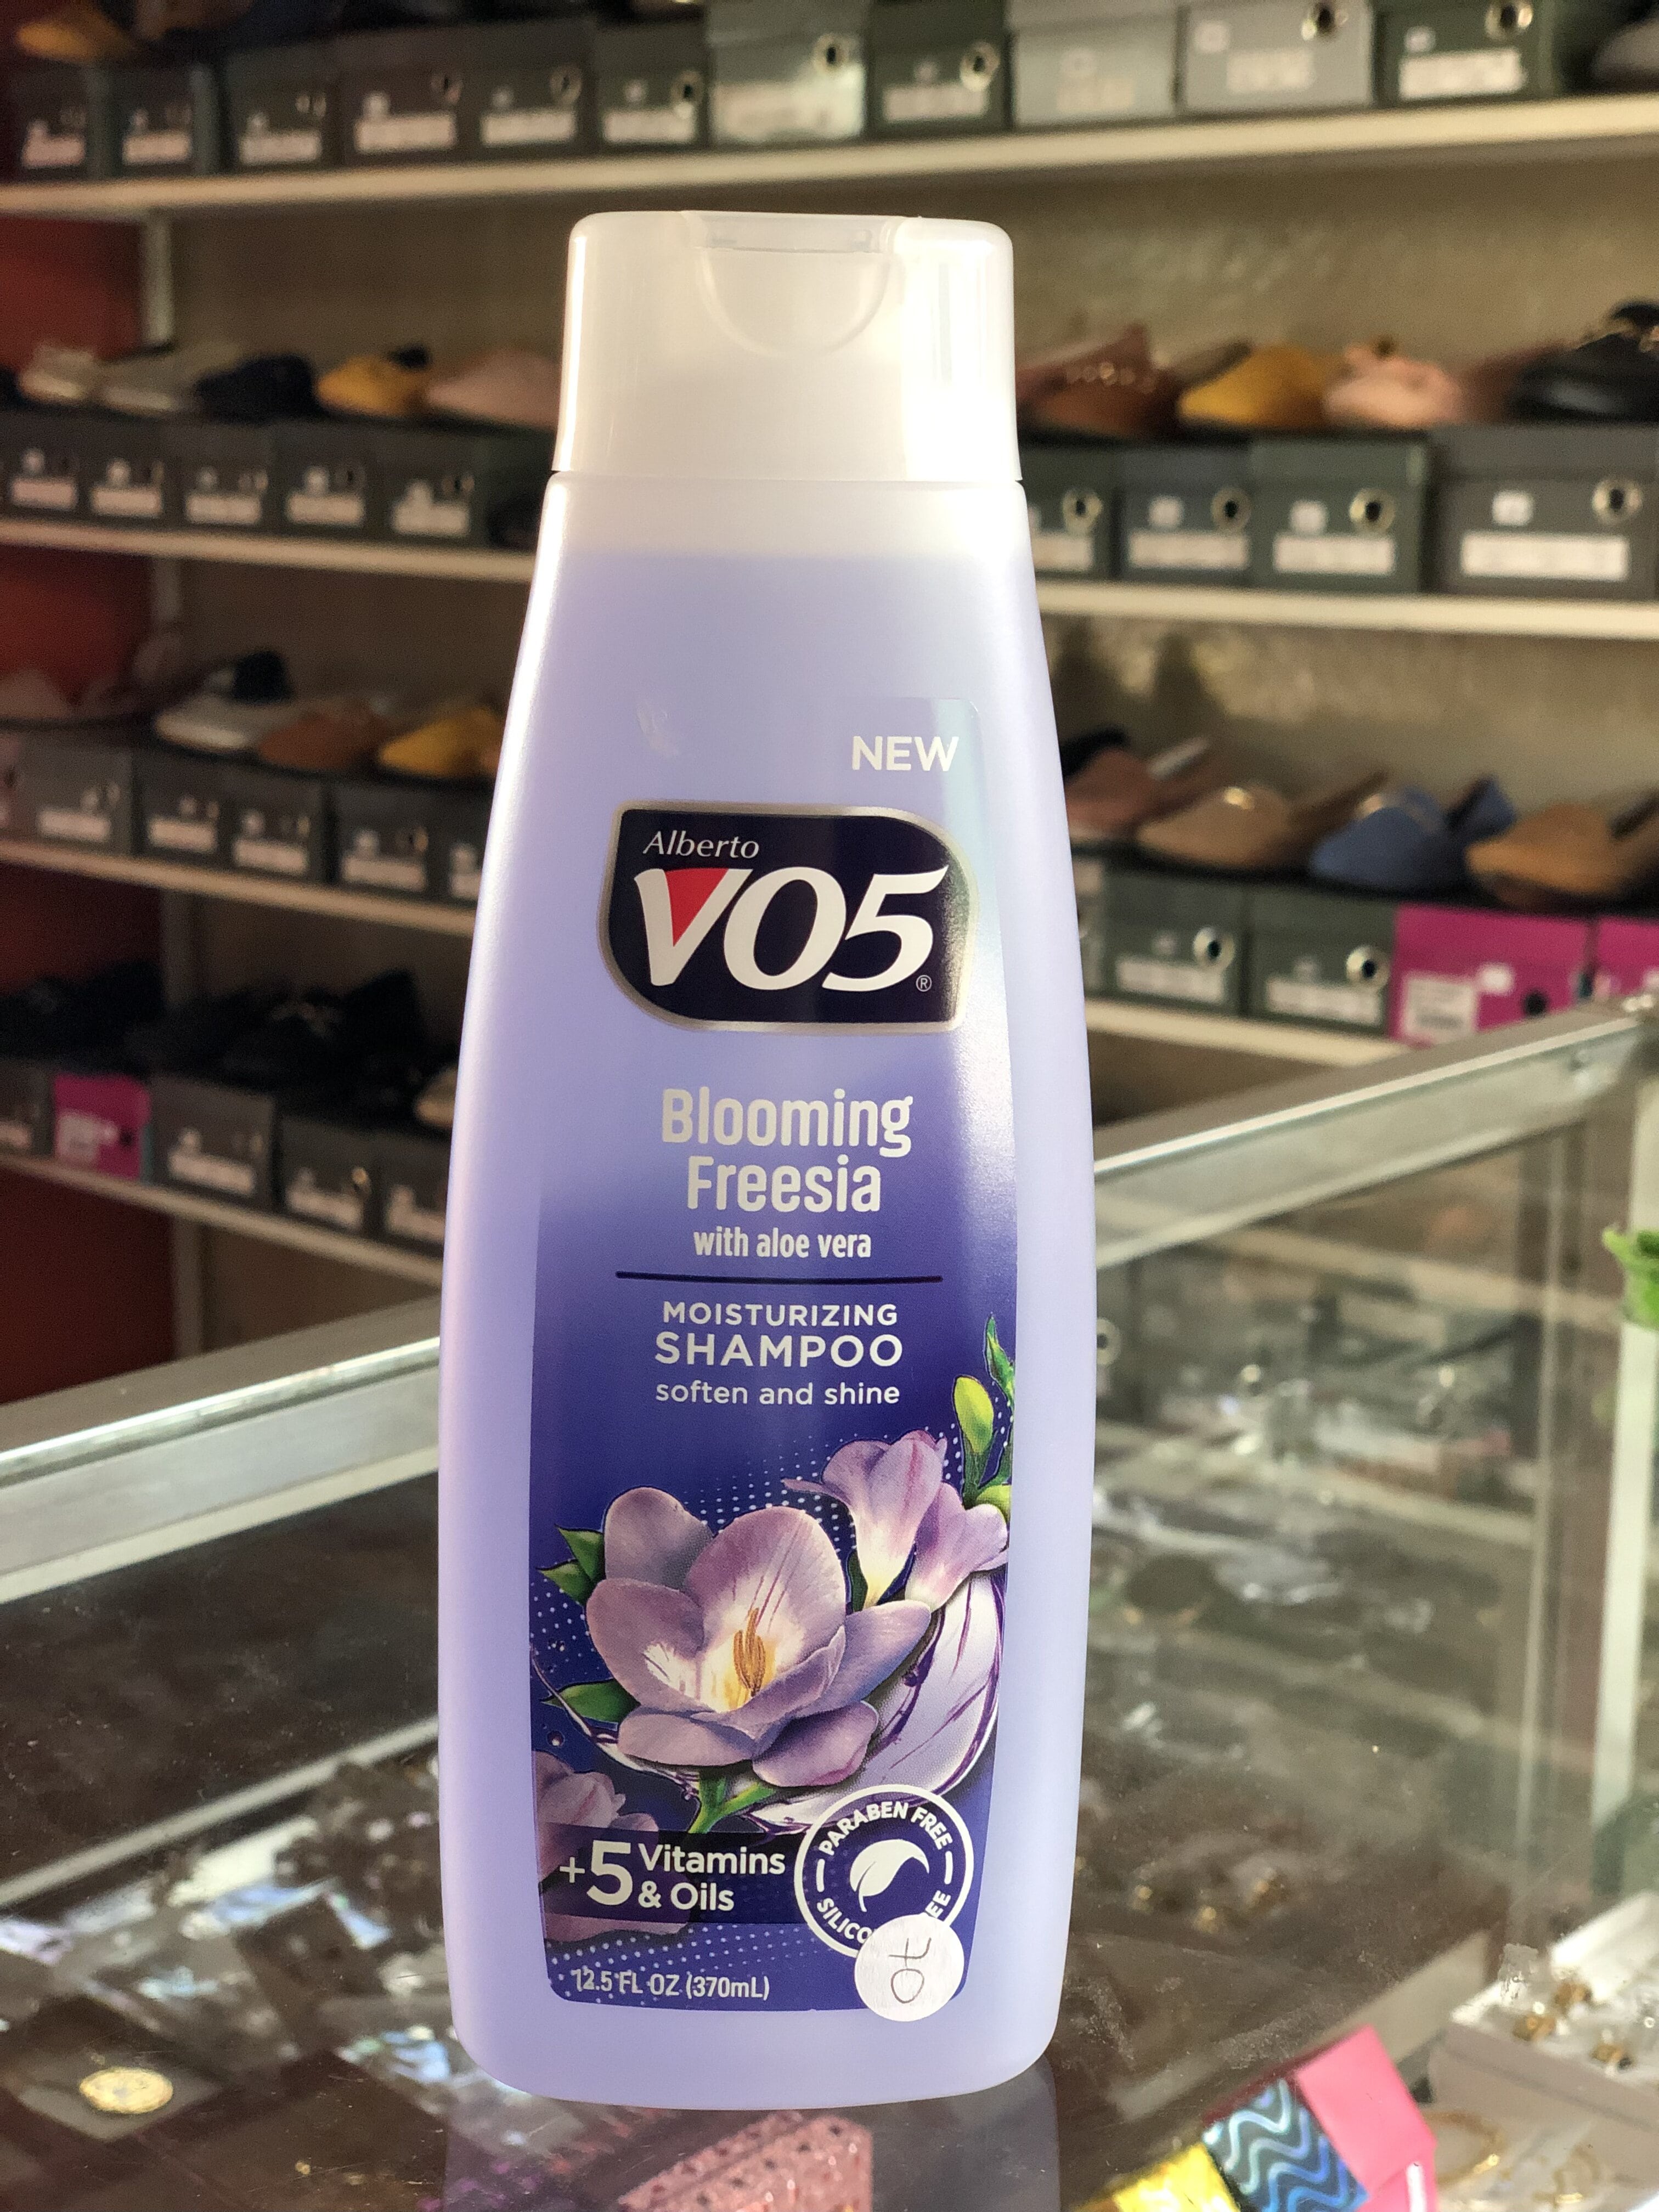 NEW
Alberto
VO5®
Blooming
Freesia
with aloe vera
MOISTURIZING
SHAMPOO
soften and shine
+5 Vitamins
& Oils
PARABEN FREE
12.5 FL OZ (370mL)
70